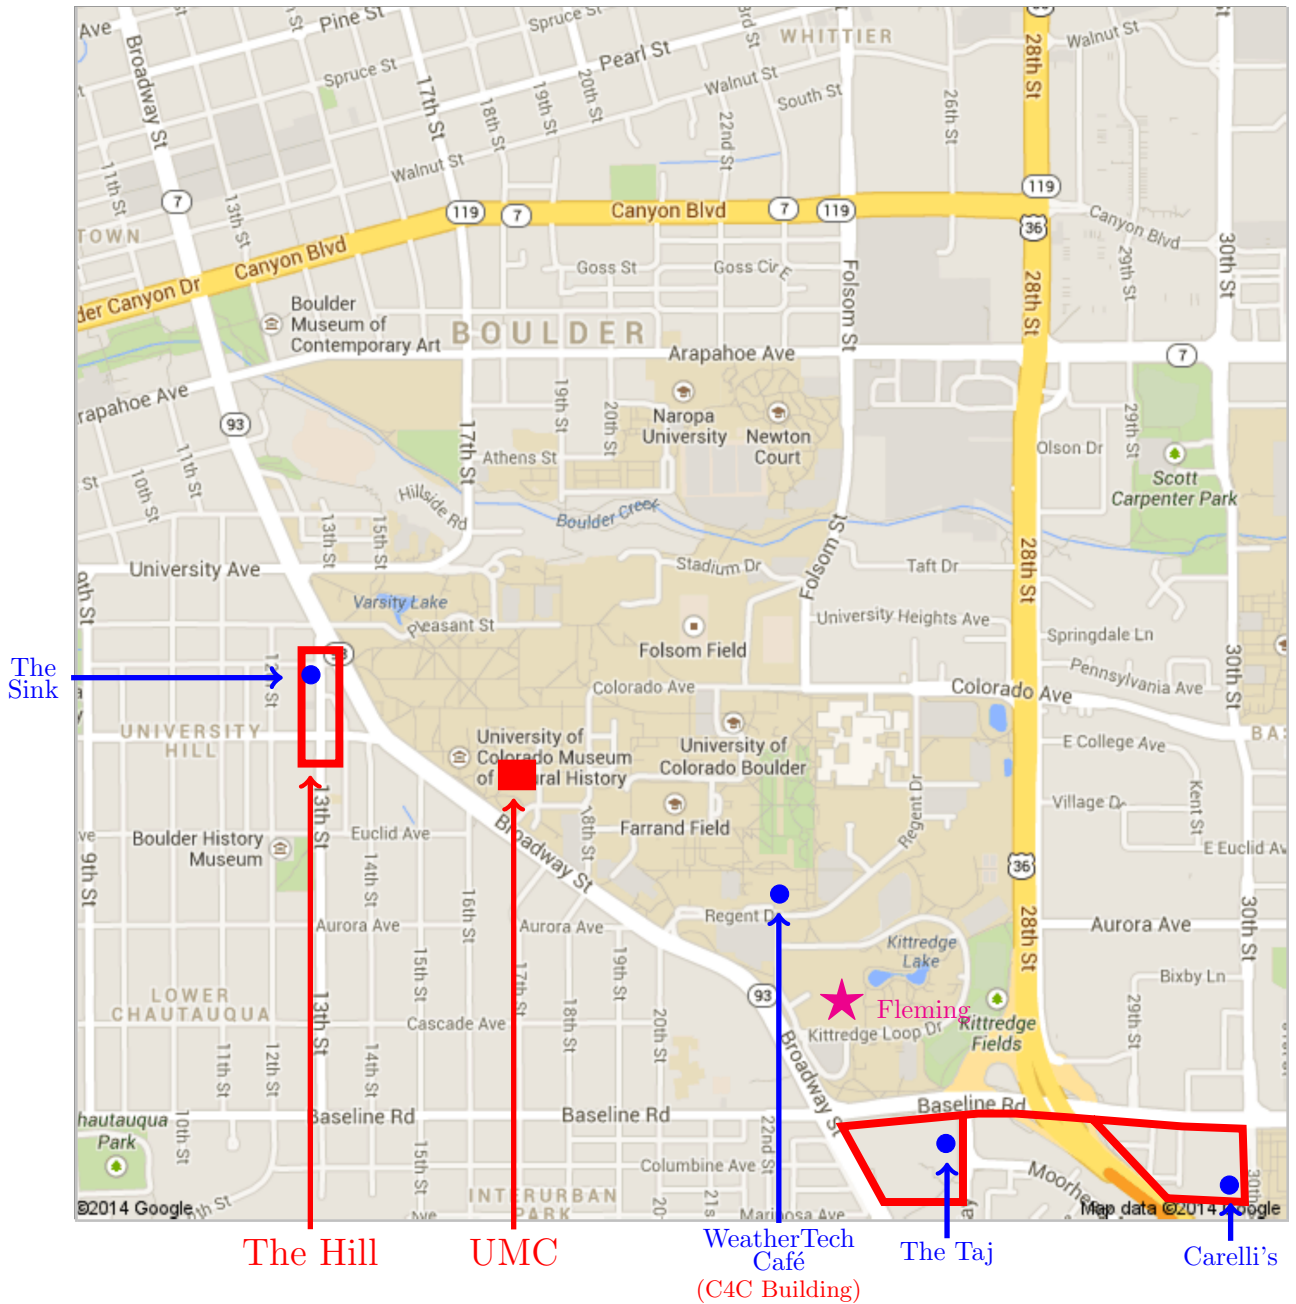 Ave
Pine St
Spruce St
WHITTIER
Walnut St
28th St
Broadway St
Pearl St
Spruce St
17th St
20th St
Walnut St
South St
18th St
19th St
22nd St
26th St
11th St
Walnut St
13th St
7
119
7
Canyon Blvd
7
119
119
36
Canyon Blvd
TOWN
Canyon Blvd
der Canyon Dr
Goss St
Goss Cir E
Folsom St
28th St
29th St
30th St
Boulder
Museum of
Contemporary Art
BOULDER
Arapahoe Ave
7
rapahoe Ave
93
19th St
20th St
Naropa
University
Newton
Court
29th St
17th St
Athens St
Olson Dr
Scott
Carpenter Park
St
11th St
10th St
Hillside Rd
Boulder Creek
13th St
15th St
Folsom St
28th St
University Ave
Stadium Dr
Taft Dr
9th St
Varsity Lake
Pleasant St
University Heights Ave
Folsom Field
Springdale Ln
The
Sink
Pennsylvania Ave
30th St
Colorado Ave
Colorado Ave
UNIVERSITY
HILL
University of
Colorado Museum
University of
Colorado Boulder
E College Ave
Regent Dr
Village Dr
Kent St
13th St
Farrand Field
18th St
Broadway St
Boulder History
Museum
Euclid Ave
E Euclid Av
9th St
14th St
36
16th St
Regent D
30th St
Aurora Ave
Aurora Ave
Aurora Ave
28th St
Kittredge
Lake
15th St
17th St
19th St
Bixby Ln
LOWER
CHAUTAUQUA
93
Fleming
Kittredge
Fields
13th St
Cascade Ave
18th St
20th St
Kittredge Loop Dr
29th St
11th St
12th St
14th St
Broadway St
Baseline Rd
Baseline Rd
Baseline Rd
hautauqua
Park
10th St
15th St
22nd St
Columbine Ave
INTERURBAN
PARK
Mariposa Ave
©2014 Google
Map data ©2014 Google
The Hill
UMC
WeatherTech
Café
(C4C Building)
The Taj
Carelli's